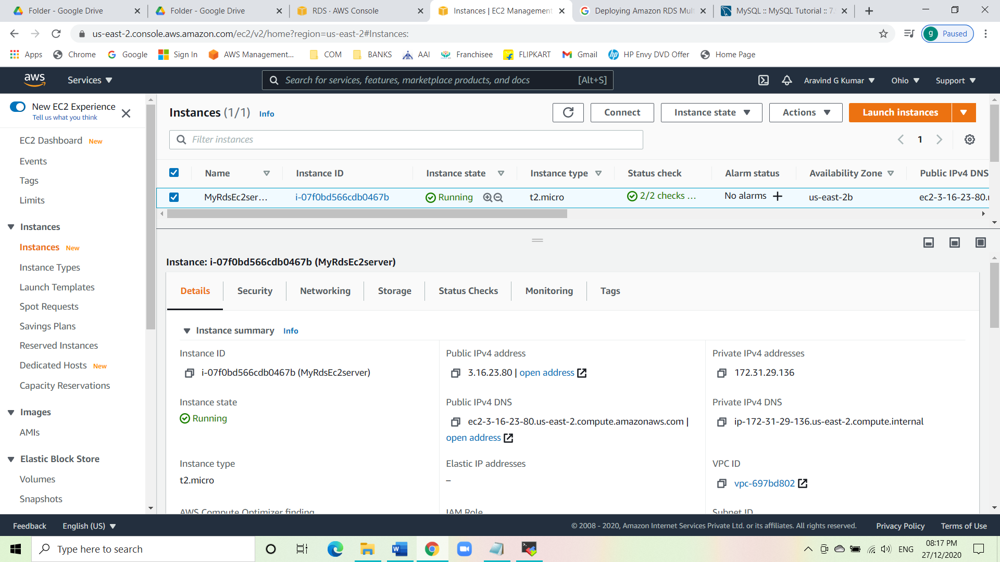 Folder - Google Drive
Folder - Google Drive
RDS · AWS Console
Instances | EC2 Management
Deploying Amazon RDS Mul
MySQL :: MySQL Tutorial :: 7.
us-east-2.console.aws.amazon.com/ec2/v2/home?region=us-east-2#Instances:
g Paused
Apps Chrome Google Sign In AWS Management... COM BANKS AAI Franchisee FLIPKART Gmail HP Envy DVD Offer Home Page
aws Services Search for services, features, marketplace products, and docs [Alt+S] Aravind G Kumar Ohio Support
New EC2 Experience
Tell us what you think
EC2 Dashboard New
Events
Tags
Limits
Instances
Instances New
Instance Types
Launch Templates
Spot Requests
Savings Plans
Reserved Instances
Dedicated Hosts New
Capacity Reservations
Images
AMIs
Elastic Block Store
Volumes
Snapshots
Instances (1/1) Info
Connect Instance state Actions Launch instances
Filter instances
1
Name Instance ID Instance state Instance type Status check Alarm status Availability Zone Public IPv4 DNS
MyRdsEc2ser... i-07f0bd566cdb0467b Running t2.micro 2/2 checks ... No alarms us-east-2b ec2-3-16-23-80.
Instance: i-07f0bd566cdb0467b (MyRdsEc2server)
Details Security Networking Storage Status Checks Monitoring Tags
Instance summary Info
Instance ID
i-07f0bd566cdb0467b (MyRdsEc2server)
Public IPv4 address
3.16.23.80 | open address
Private IPv4 addresses
172.31.29.136
Instance state
Running
Public IPv4 DNS
ec2-3-16-23-80.us-east-2.compute.amazonaws.com |
open address
Private IPv4 DNS
ip-172-31-29-136.us-east-2.compute.internal
Instance type
t2.micro
Elastic IP addresses
–
VPC ID
vpc-697bd802
AWS Compute Optimizer finding
IAM Role
Subnet ID
Feedback English (US) © 2008 - 2020, Amazon Internet Services Private Ltd. or its affiliates. All rights reserved. Privacy Policy Terms of Use
Type here to search
W
ENG
08:17 PM
27/12/2020